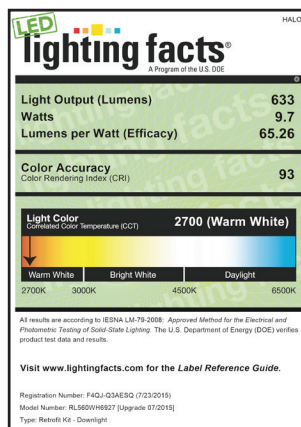 LED
HALO
lighting facts®
A Program of the U.S. DOE
Light Output (Lumens) 633
Watts 9.7
Lumens per Watt (Efficacy) 65.26
Color Accuracy 93
Color Rendering Index (CRI)
Light Color 2700 (Warm White)
Correlated Color Temperature (CCT)
Warm White Bright White Daylight
2700K 3000K 4500K 6500K
All results are according to IESNA LM-79-2008: Approved Method for the Electrical and
Photometric Testing of Solid-State Lighting. The U.S. Department of Energy (DOE) verifies
product test data and results.
Visit www.lightingfacts.com for the Label Reference Guide.
Registration Number: F4QJ-Q3AESQ (7/23/2015)
Model Number: RL560WH6927 [Upgrade 07/2015]
Type: Retrofit Kit - Downlight